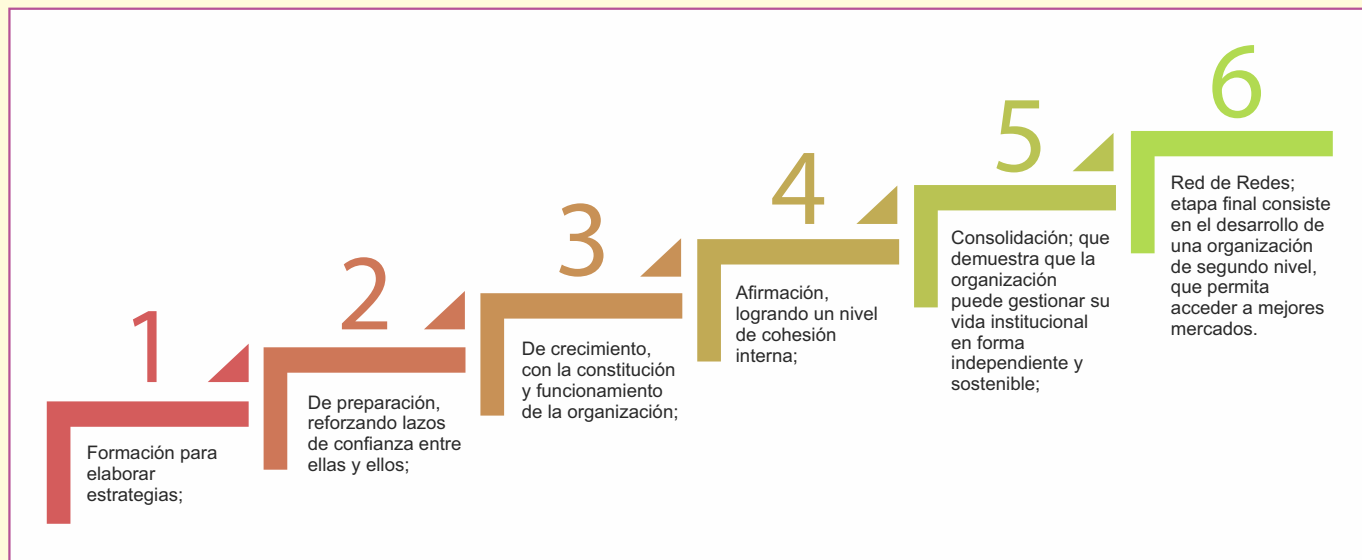 1
Formación para
elaborar
estrategias;
2
De preparación,
reforzando lazos
de confianza entre
ellas y ellos;
3
De crecimiento,
con la constitución
y funcionamiento
de la organización;
4
Afirmación,
logrando un nivel
de cohesión
interna;
5
Consolidación; que
demuestra que la
organización
puede gestionar su
vida institucional
en forma
independiente y
sostenible;
6
Red de Redes;
etapa final consiste
en el desarrollo de
una organización
de segundo nivel,
que permita
acceder a mejores
mercados.